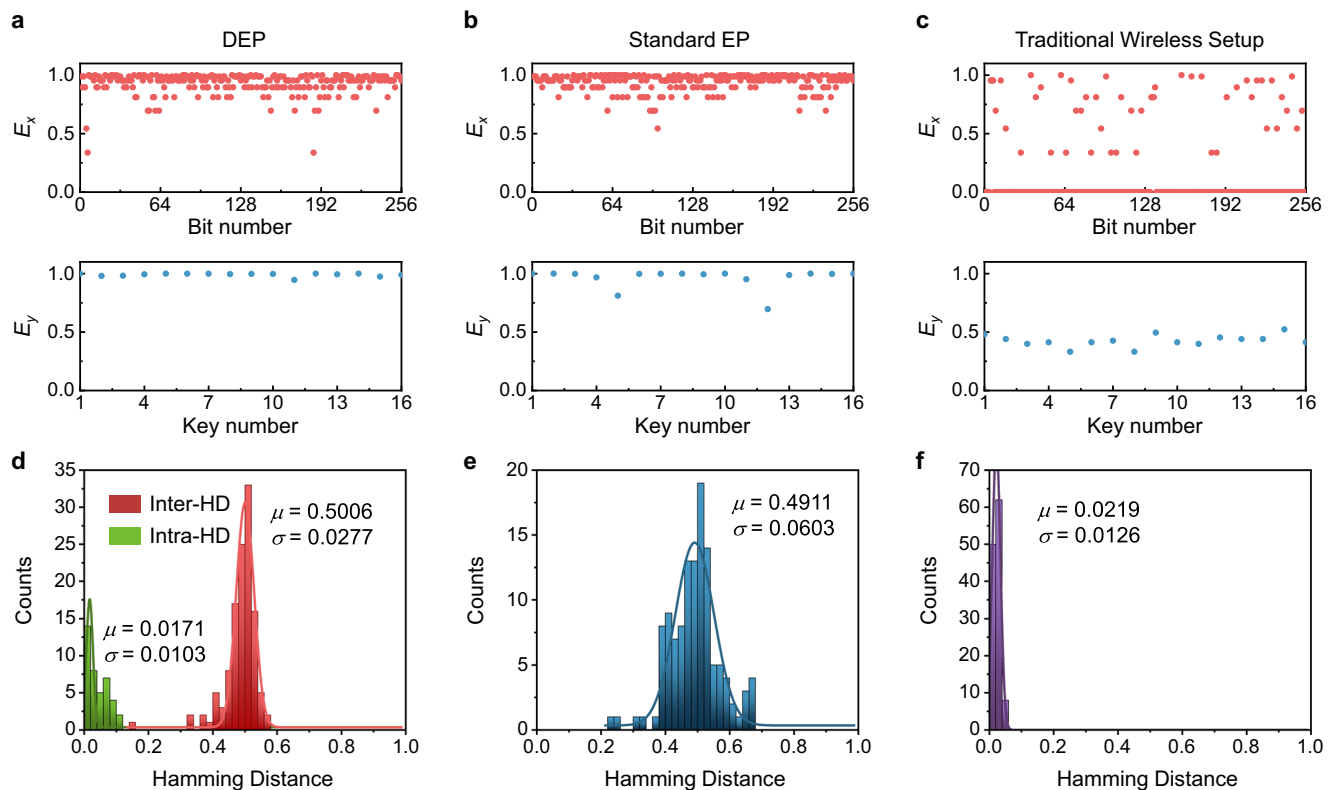 a
DEP
1.0
0.5
0.0
Ex
0 64 128 192 256
Bit number
1.0
0.5
0.0
Ey
1 4 7 10 13 16
Key number
b
Standard EP
1.0
0.5
0.0
Ex
0 64 128 192 256
Bit number
1.0
0.5
0.0
Ey
1 4 7 10 13 16
Key number
c
Traditional Wireless Setup
1.0
0.5
0.0
Ex
0 64 128 192 256
Bit number
1.0
0.5
0.0
Ey
1 4 7 10 13 16
Key number
d
35
30
25
20
15
10
5
0
Counts
Inter-HD
Intra-HD
μ = 0.5006
σ = 0.0277
μ = 0.0171
σ = 0.0103
0.0 0.2 0.4 0.6 0.8 1.0
Hamming Distance
e
20
15
10
5
0
Counts
μ = 0.4911
σ = 0.0603
0.0 0.2 0.4 0.6 0.8 1.0
Hamming Distance
f
70
60
50
40
30
20
10
0
Counts
μ = 0.0219
σ = 0.0126
0.0 0.2 0.4 0.6 0.8 1.0
Hamming Distance